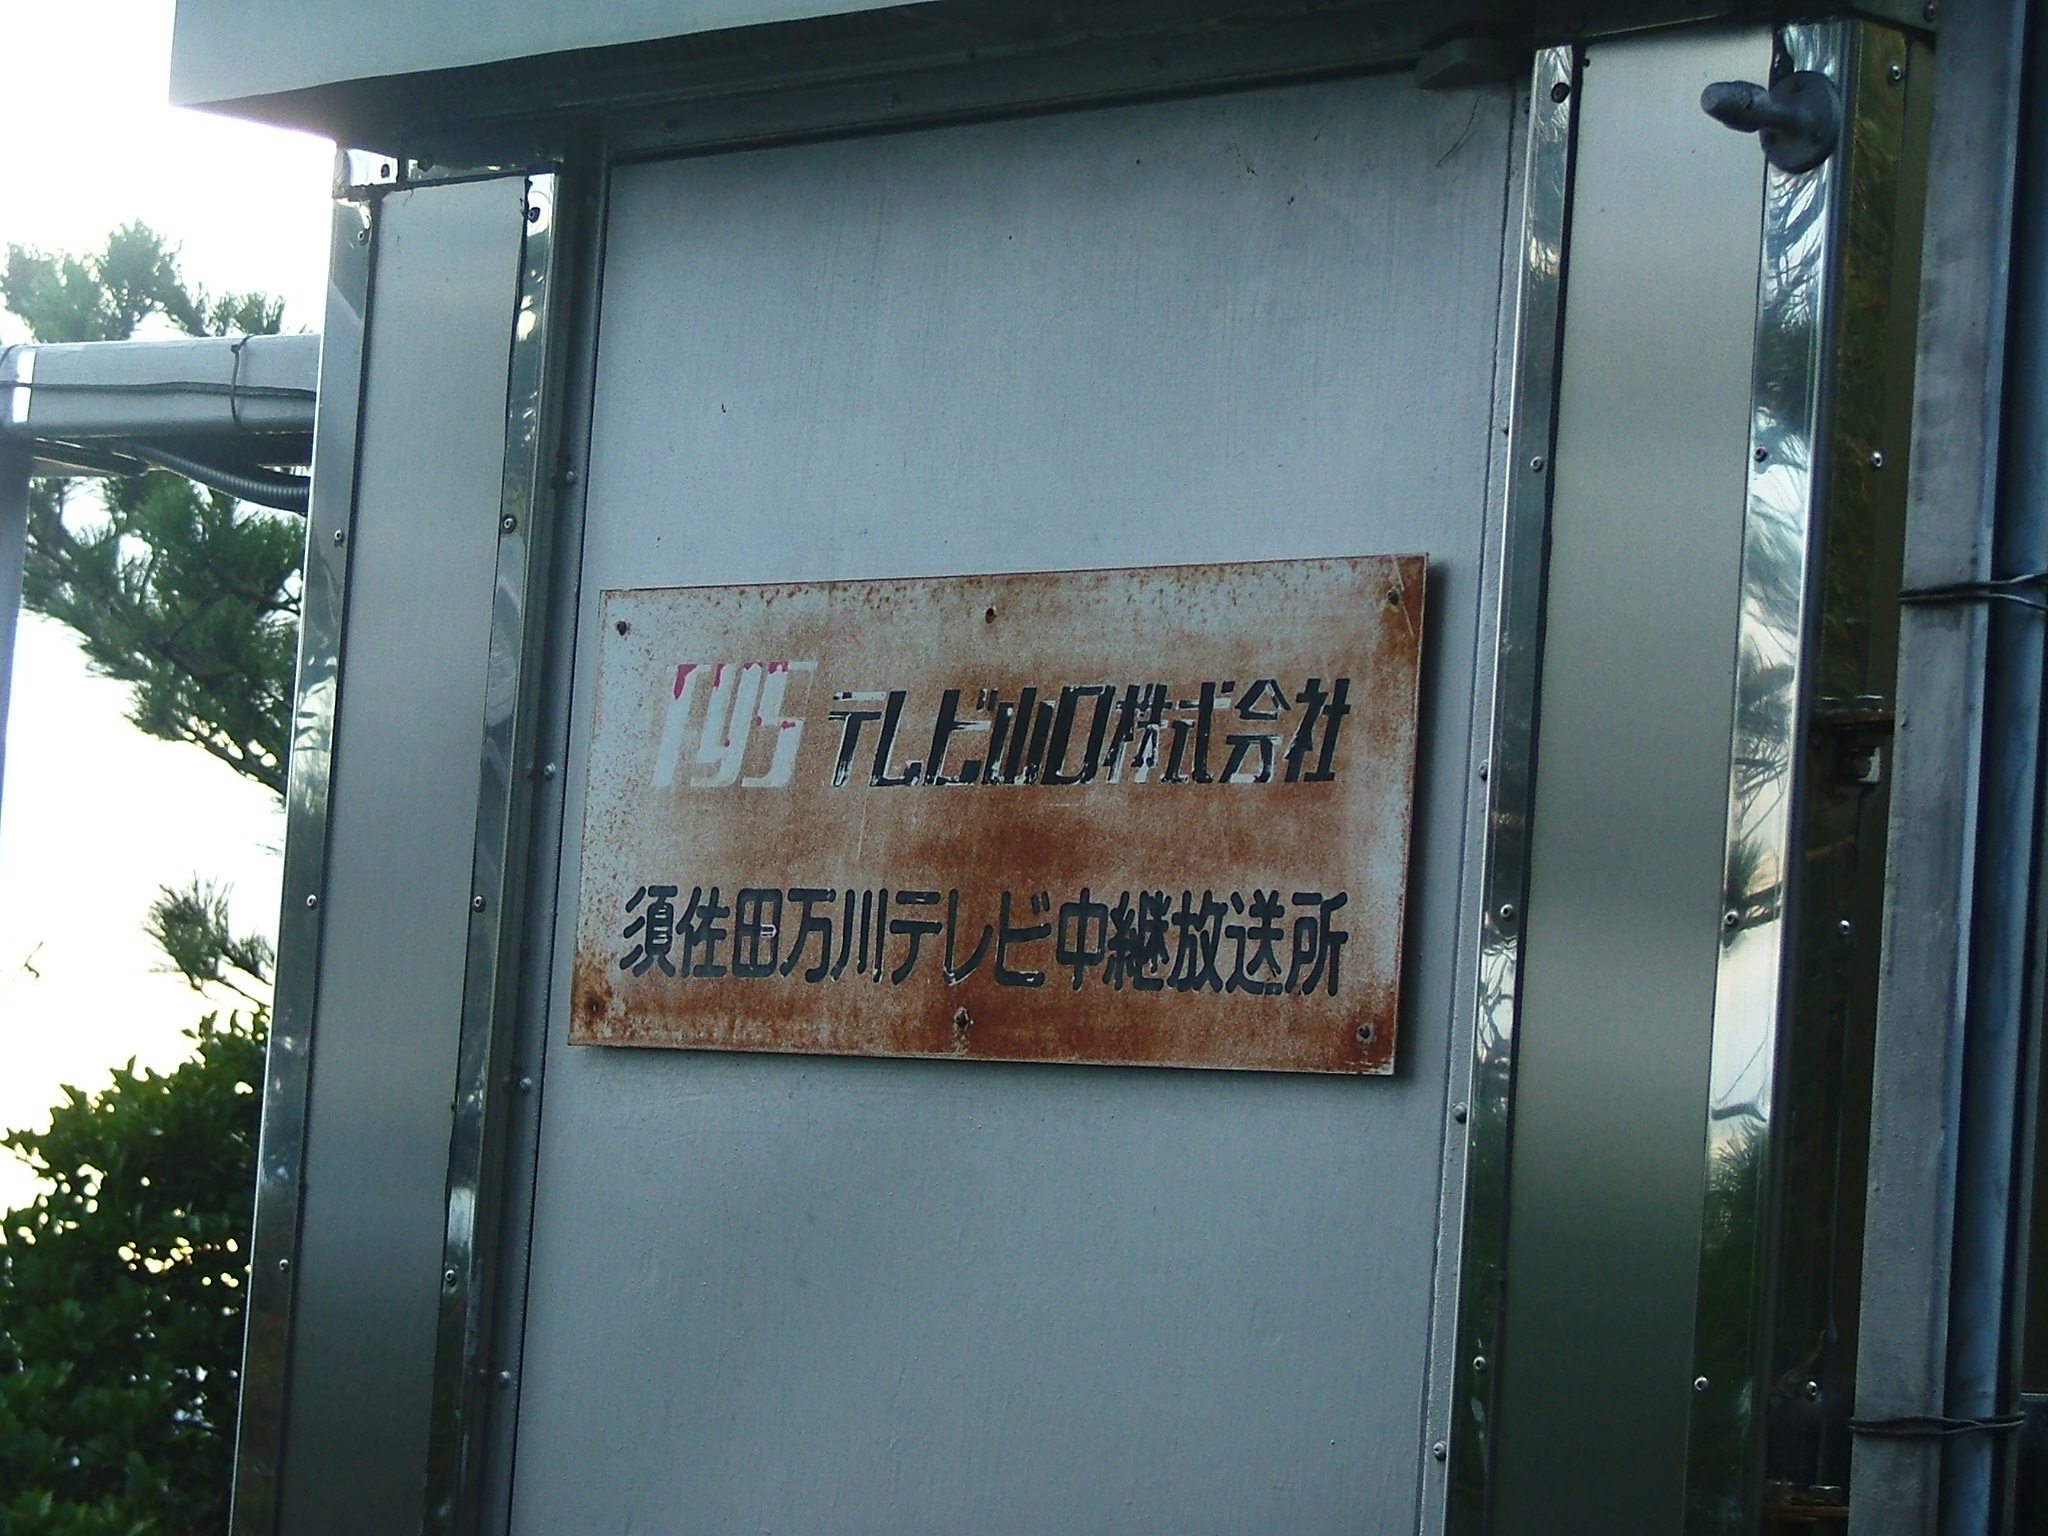 tys テレビ山口株式会社
須佐田万川テレビ中継放送所